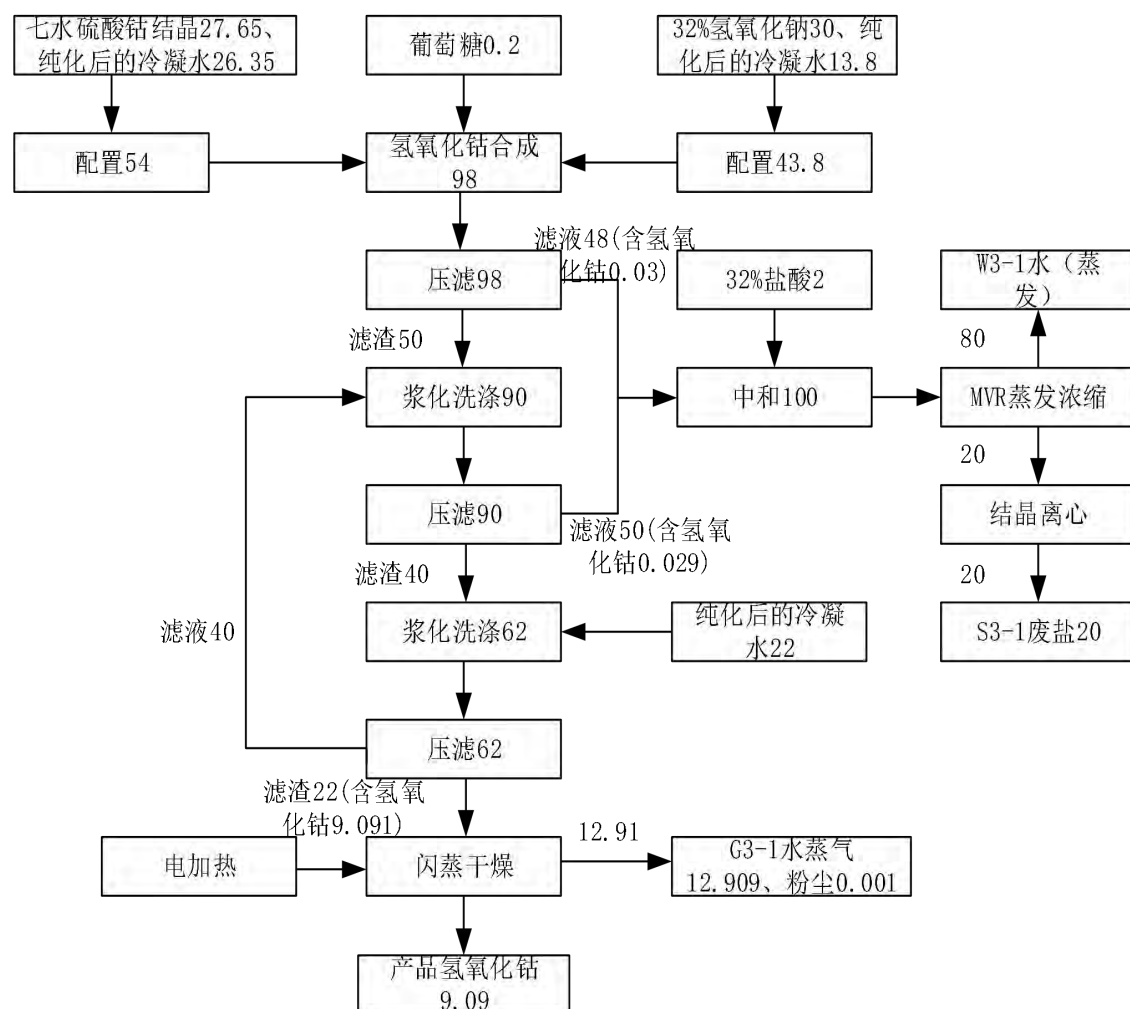 七水硫酸钴结晶27.65、
纯化后的冷凝水26.35
葡萄糖0.2
32%氢氧化钠30、纯
化后的冷凝水13.8
配置54
氢氧化钴合成
98
配置43.8
滤液48(含氢氧
化钴0.03)
压滤98
32%盐酸2
W3-1水（蒸
发）
滤渣50
80
浆化洗涤90
中和100
MVR蒸发浓缩
20
压滤90
滤液50(含氢氧
化钴0.029)
结晶离心
滤渣40
20
滤液40
浆化洗涤62
纯化后的冷凝
水22
S3-1废盐20
压滤62
滤渣22(含氢氧
化钴9.091)
12.91
电加热
闪蒸干燥
G3-1水蒸气
12.909、粉尘0.001
产品氢氧化钴
9.09